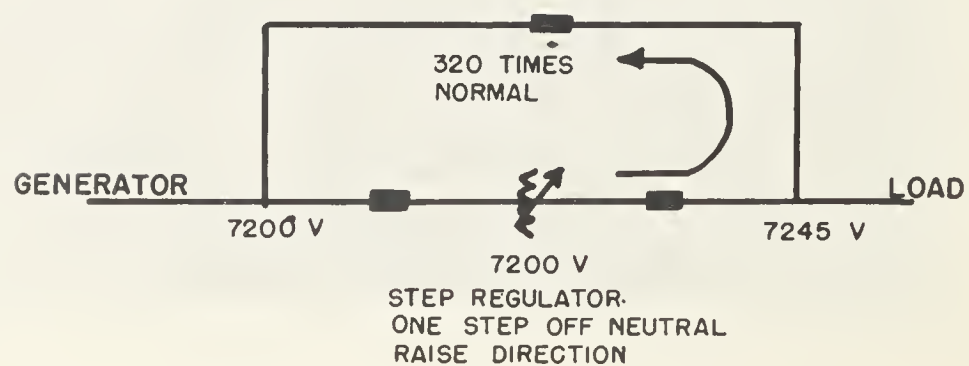 320 TIMES
NORMAL
GENERATOR
LOAD
7200 V
7245 V
7200 V
STEP REGULATOR.
ONE STEP OFF NEUTRAL
RAISE DIRECTION